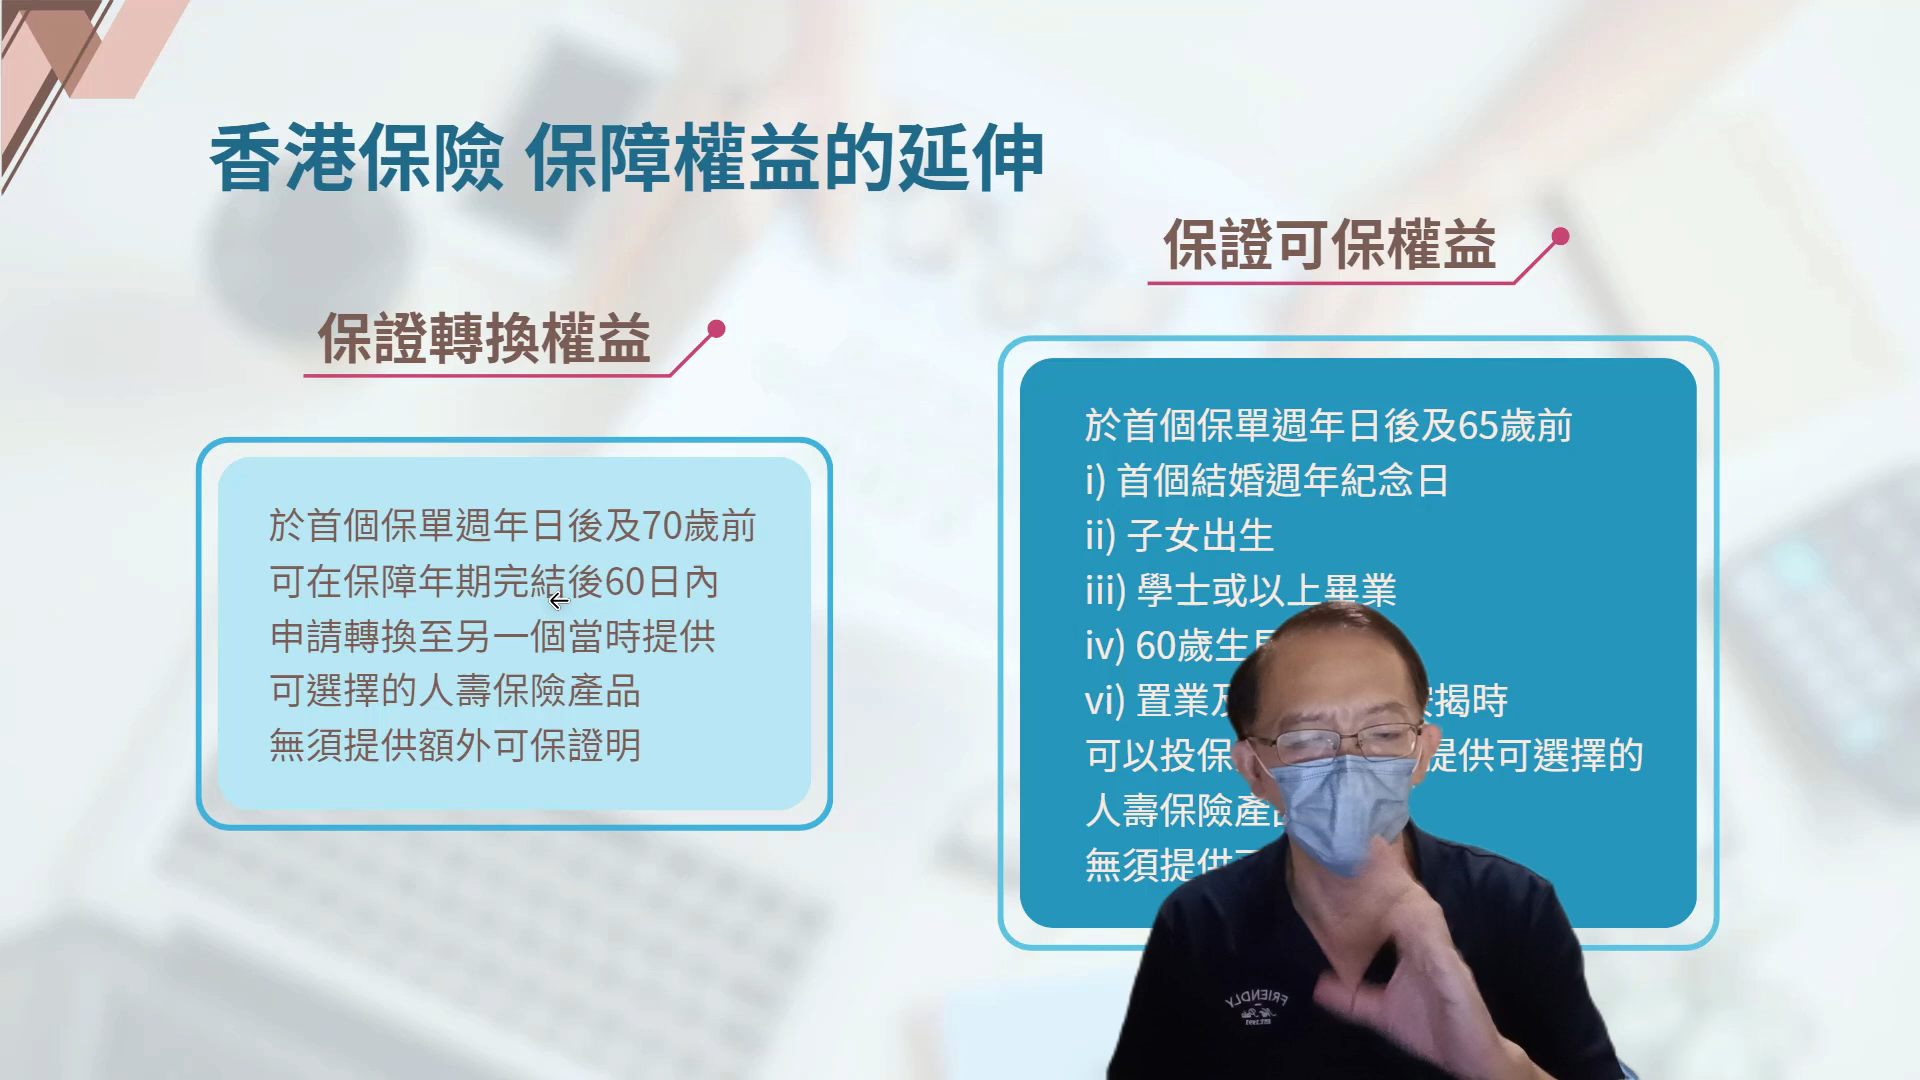 香港保險 保障權益的延伸
保證轉換權益
於首個保單週年日後及70歲前
可在保障年期完結後60日內
申請轉換至另一個當時提供
可選擇的人壽保險產品
無須提供額外可保證明
保證可保權益
於首個保單週年日後及65歲前
i) 首個結婚週年紀念日
ii) 子女出生
iii) 學士或以上畢業
iv) 60歲生
vi) 置業 揭時
可以投保 提供可選擇的
人壽保險產
無須提供
FRIENDLY